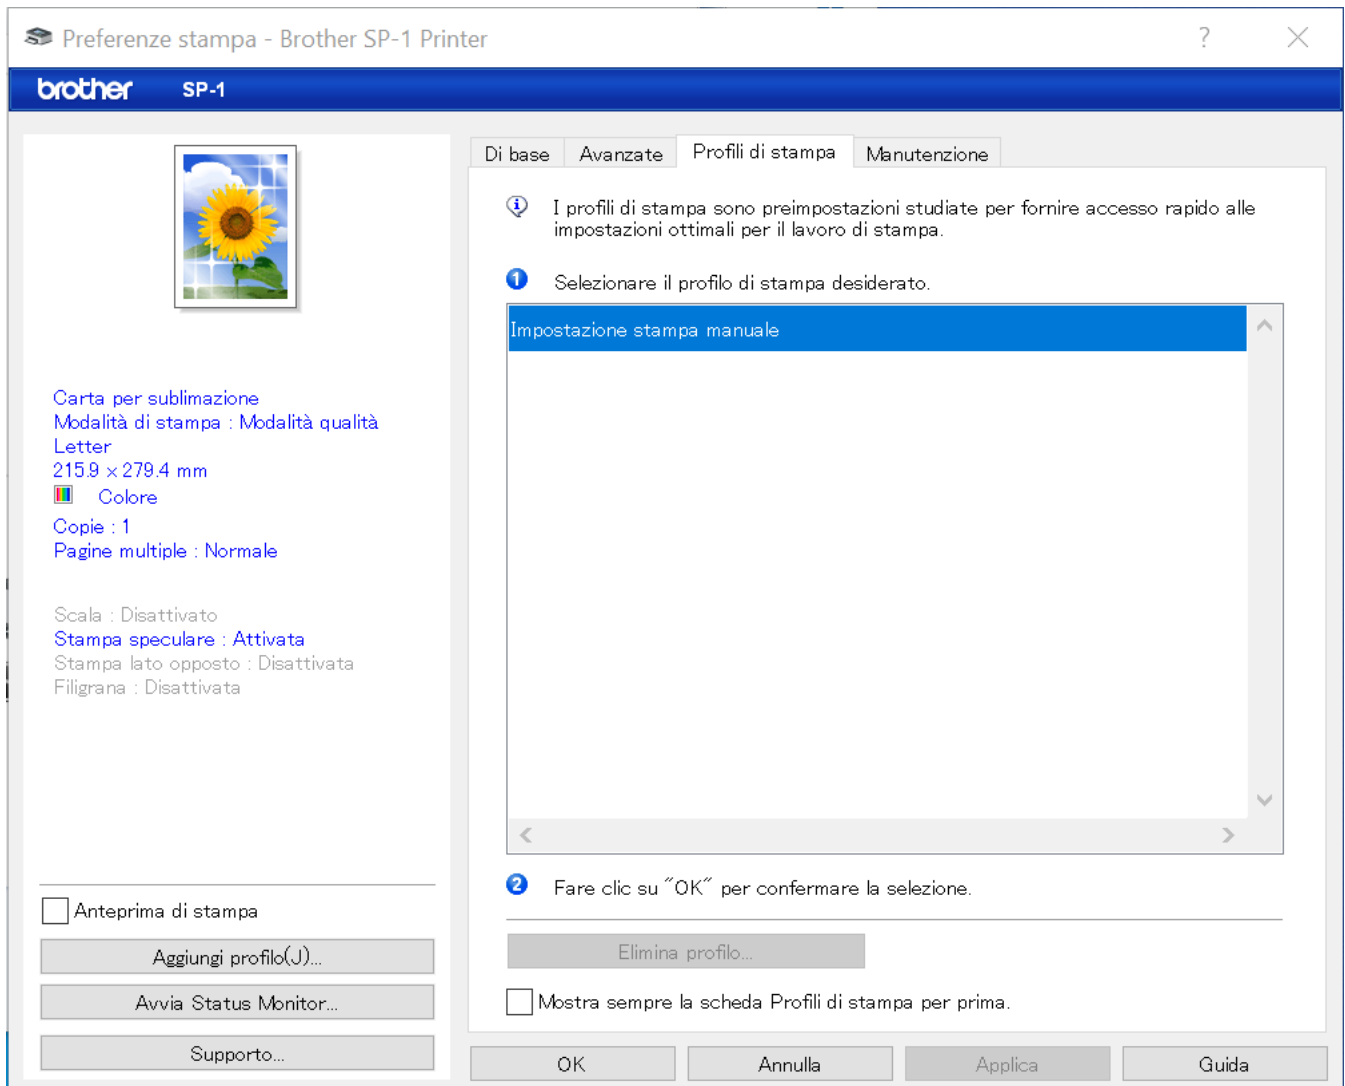 Preferenze stampa - Brother SP-1 Printer
?
brother SP-1
Di base
Avanzate
Profili di stampa
Manutenzione
I profili di stampa sono preimpostazioni studiate per fornire accesso rapido alle
impostazioni ottimali per il lavoro di stampa.
1 Selezionare il profilo di stampa desiderato.
Impostazione stampa manuale
Carta per sublimazione
Modalità di stampa : Modalità qualità
Letter
215.9 × 279.4 mm
Colore
Copie : 1
Pagine multiple : Normale
Scala : Disattivato
Stampa speculare : Attivata
Stampa lato opposto : Disattivata
Filigrana : Disattivata
2 Fare clic su "OK" per confermare la selezione.
Anteprima di stampa
Aggiungi profilo(J)...
Avvia Status Monitor...
Supporto...
Elimina profilo...
Mostra sempre la scheda Profili di stampa per prima.
OK
Annulla
Applica
Guida